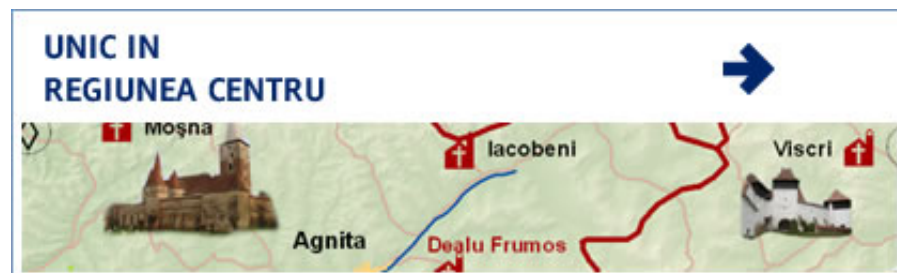 UNIC IN
REGIUNEA CENTRU
Moşna
Iacobeni
Viscri
Agnita
Dealu Frumos